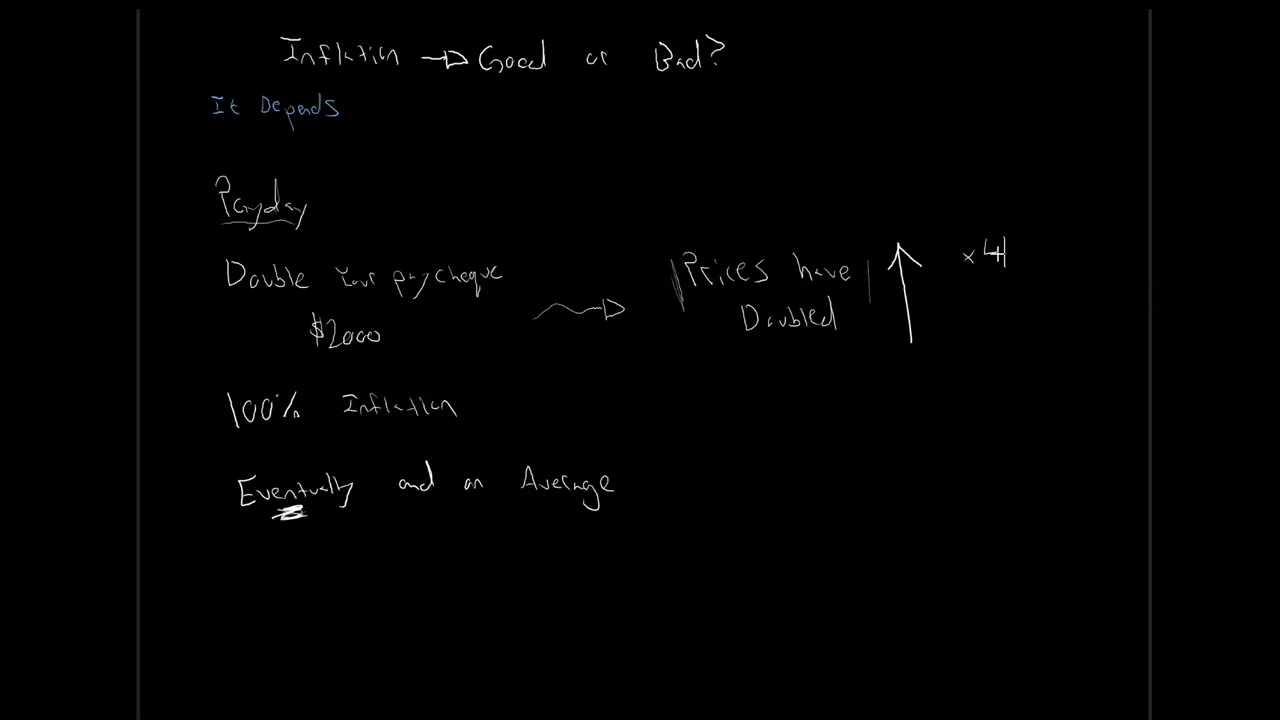 Inflation → Good or Bad?
It Depends
Payday
Double Your paycheque
$2000
Prices have
Doubled
x4
100% Inflation
Eventually and on Average